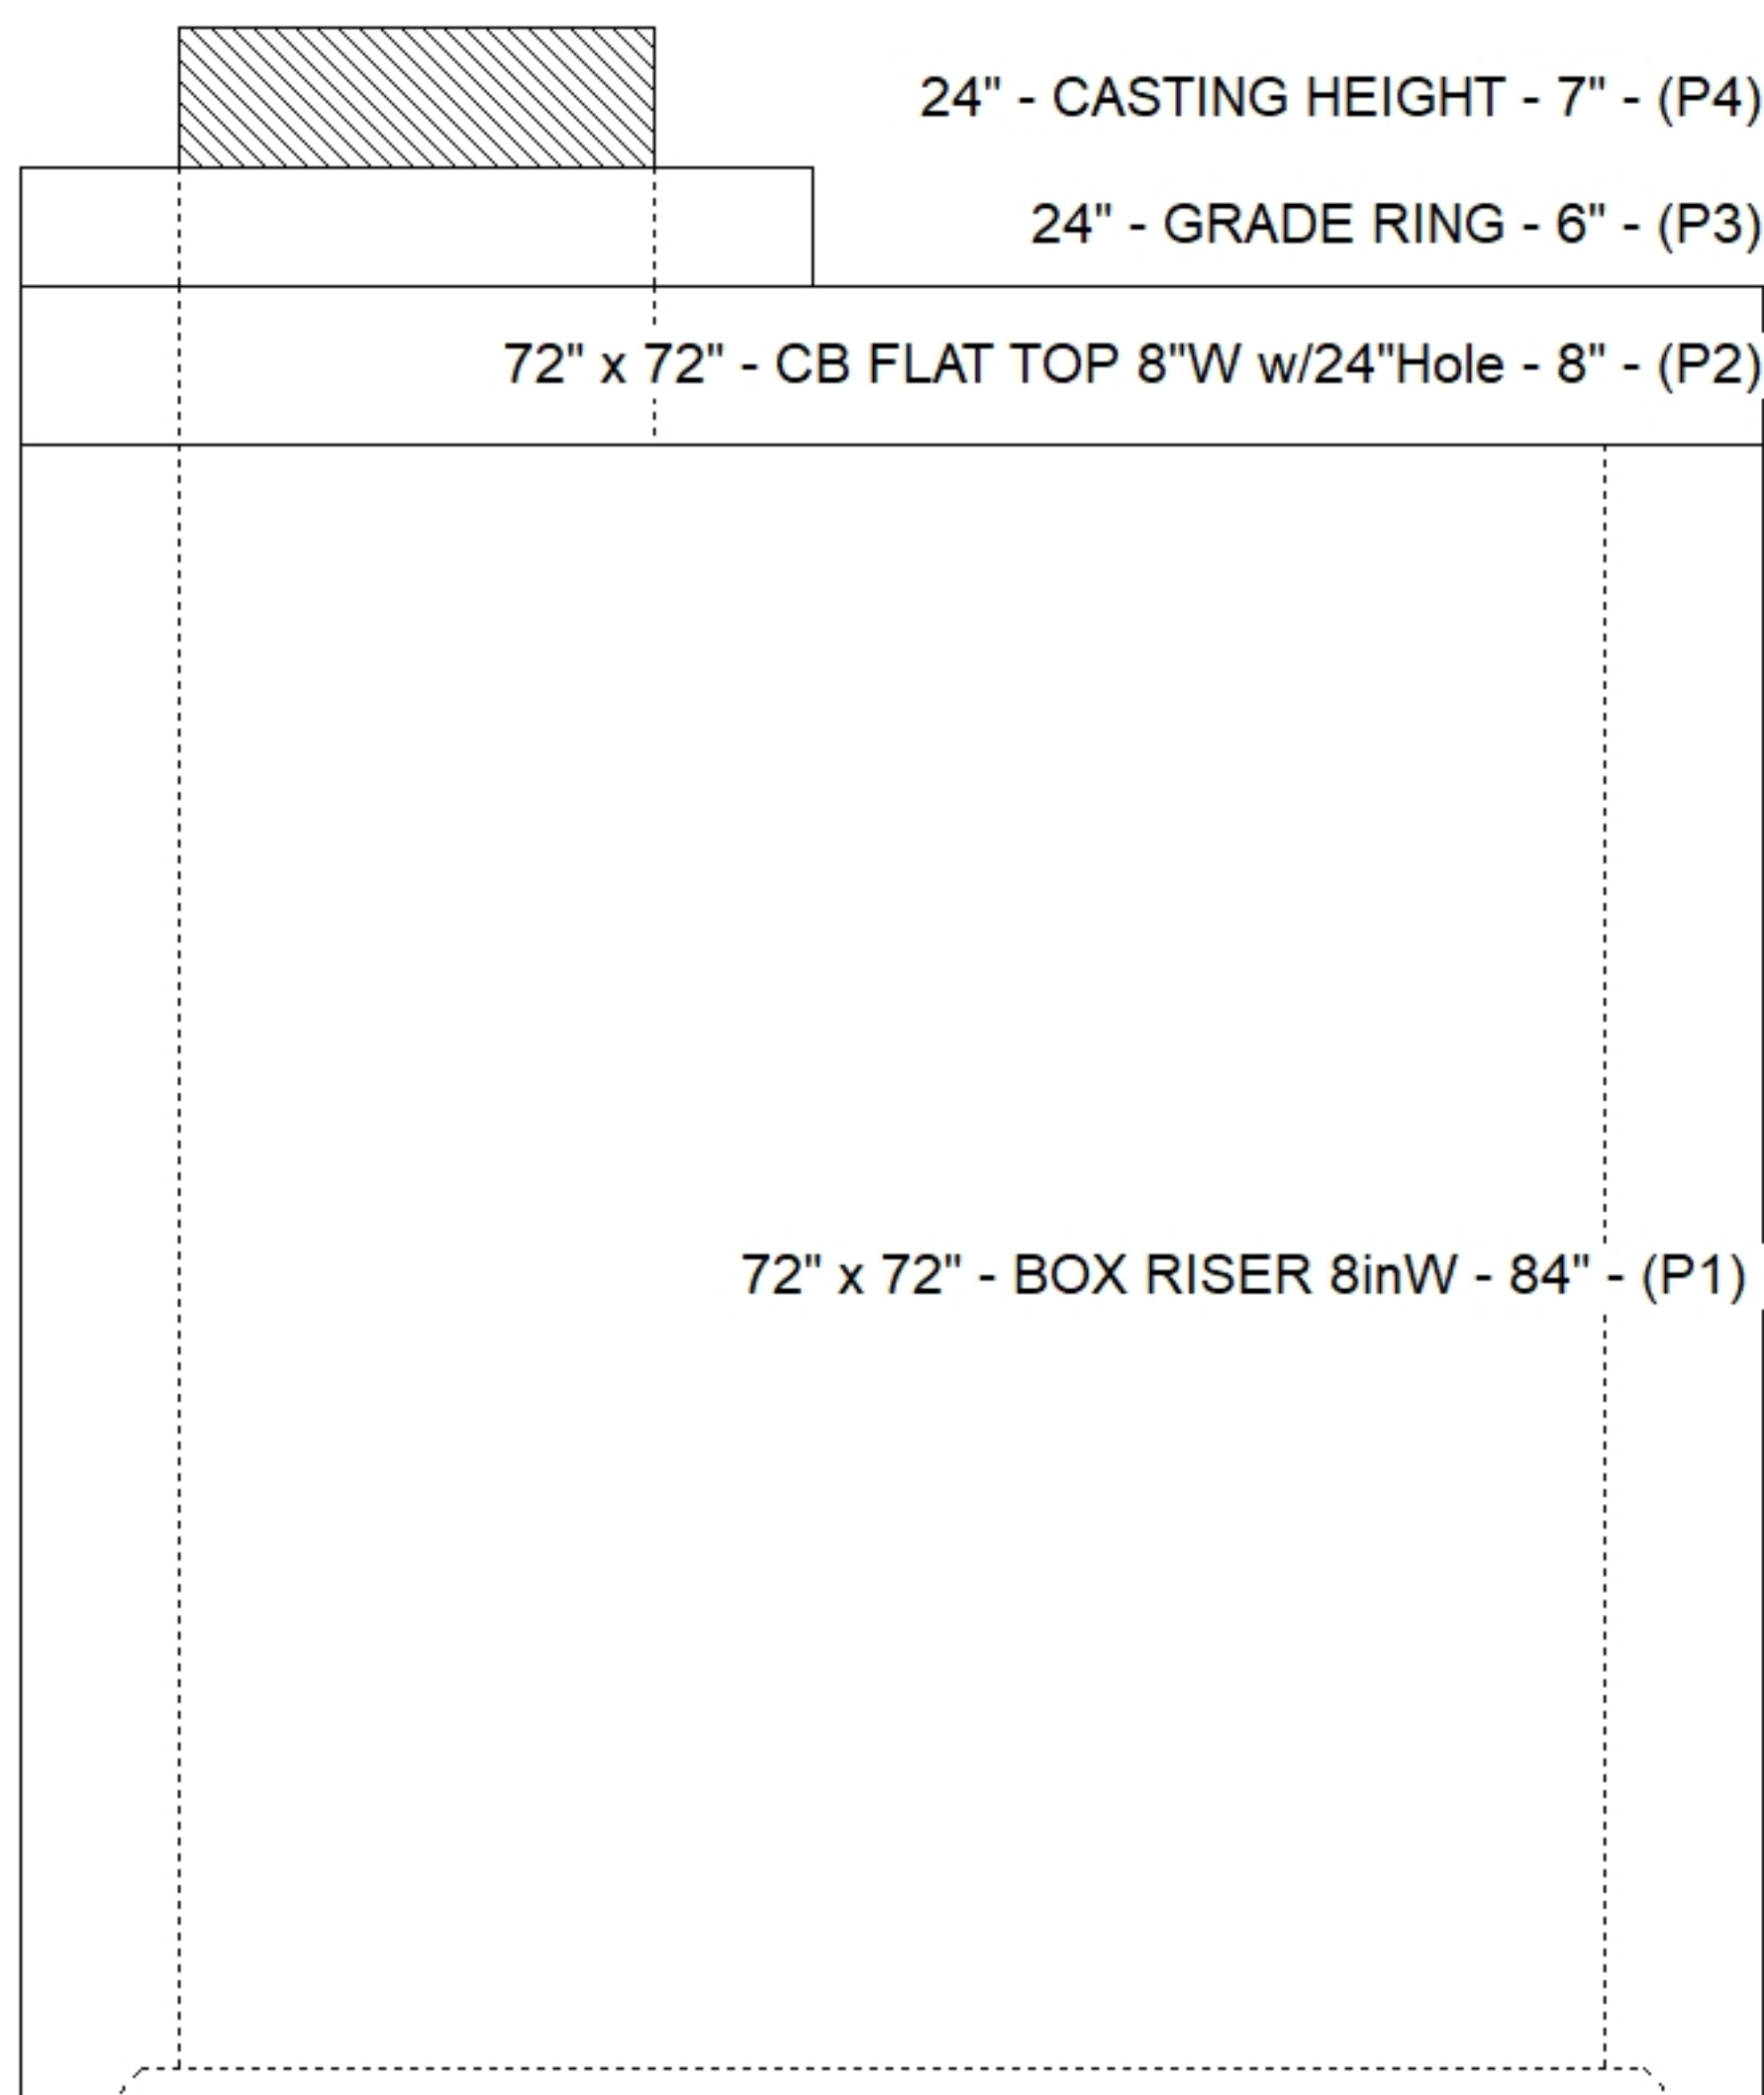 24" - CASTING HEIGHT - 7" - (P4)
24" - GRADE RING - 6" - (P3)
72" x 72" - CB FLAT TOP 8"W w/24"Hole - 8" - (P2)
72" x 72" - BOX RISER 8inW - 84" - (P1)